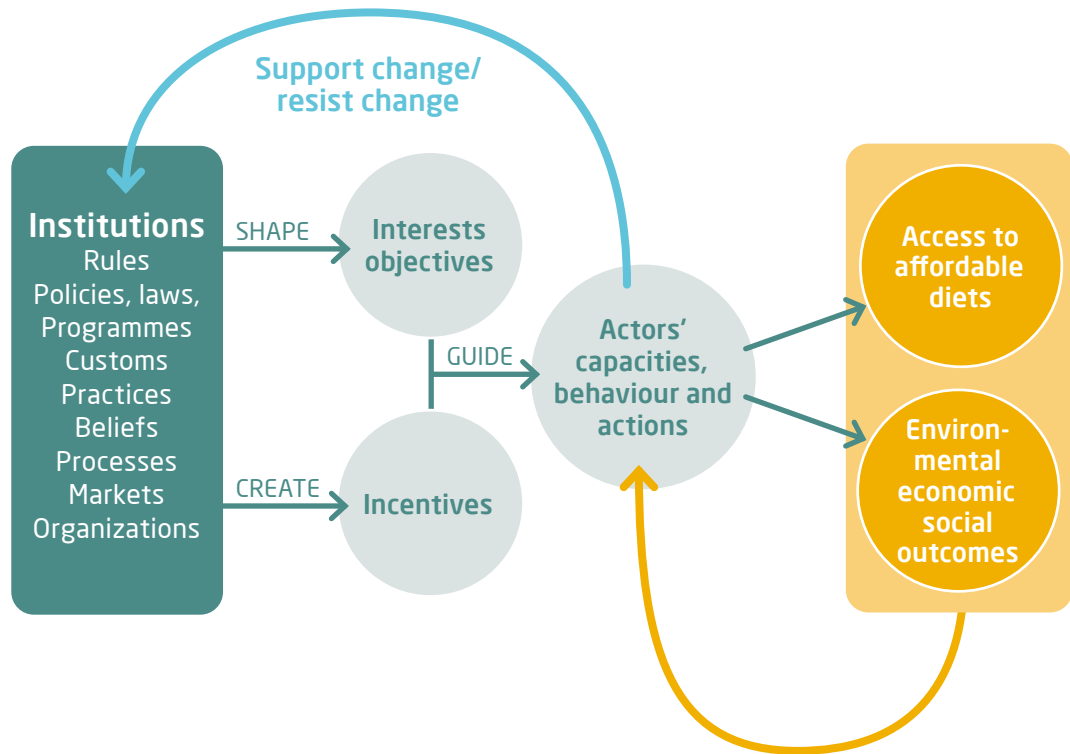 Support change/
resist change
Institutions
Rules
Policies, laws,
Programmes
Customs
Practices
Beliefs
Processes
Markets
Organizations
SHAPE
CREATE
Interests
objectives
Incentives
GUIDE
Actors'
capacities,
behaviour and
actions
Access to
affordable
diets
Environ-
mental
economic
social
outcomes